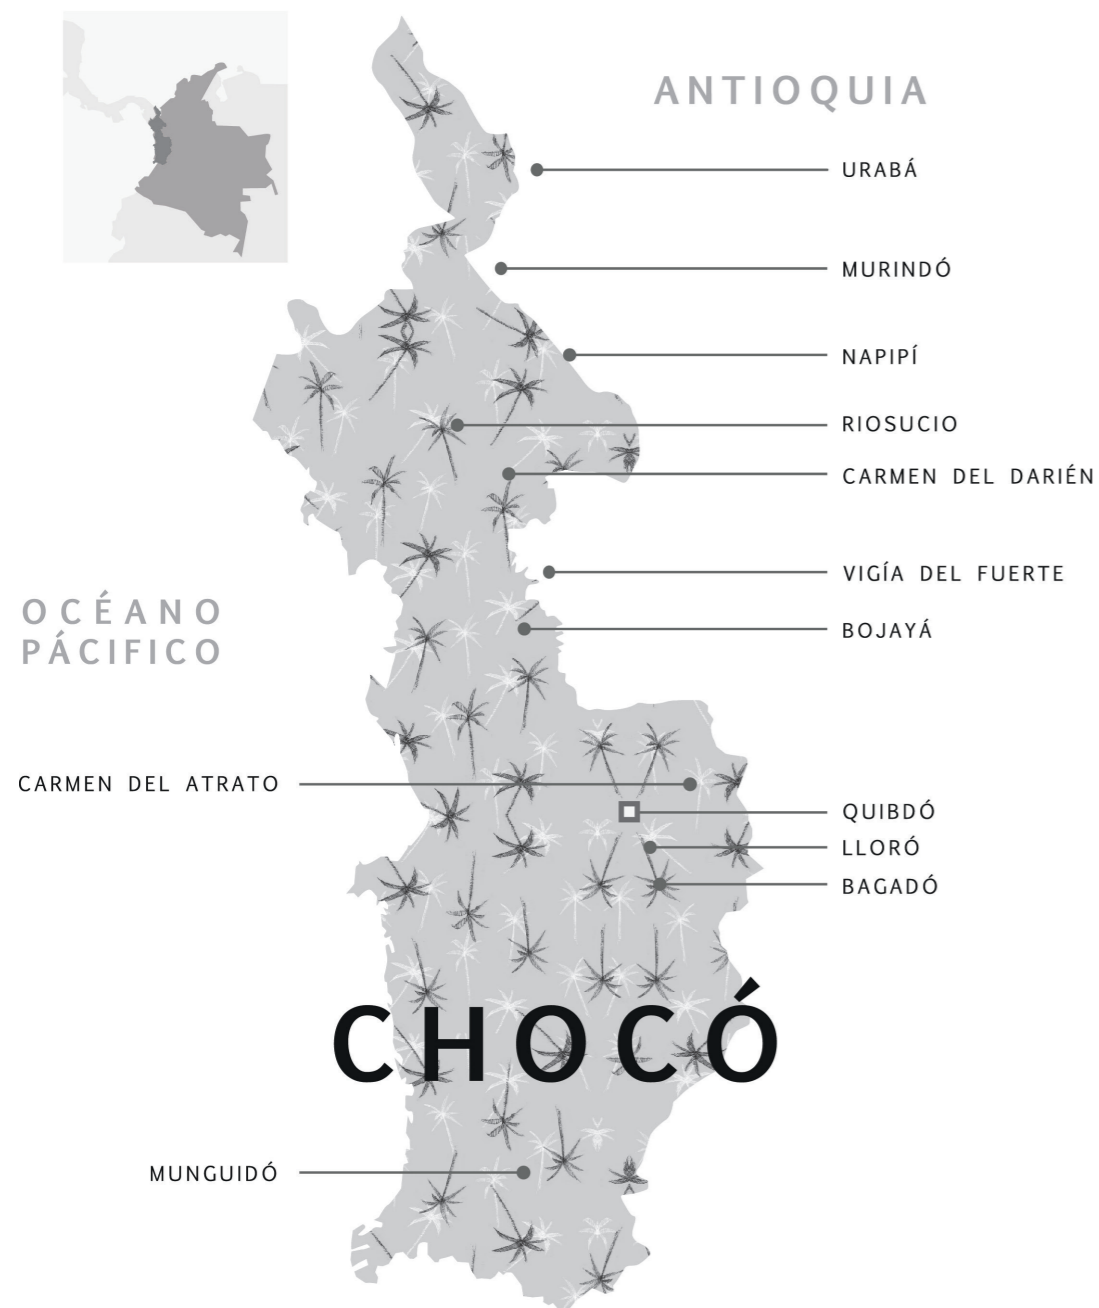 ANTIOQUIA
URABÁ
MURINDÓ
NAPIPÍ
RIOSUCIO
CARMEN DEL DARIÉN
VIGÍA DEL FUERTE
OCÉANO
PÁCIFICO
BOJAYÁ
CARMEN DEL ATRATO
QUIBDÓ
LLORÓ
BAGADÓ
CHOCÓ
MUNGUIDÓ